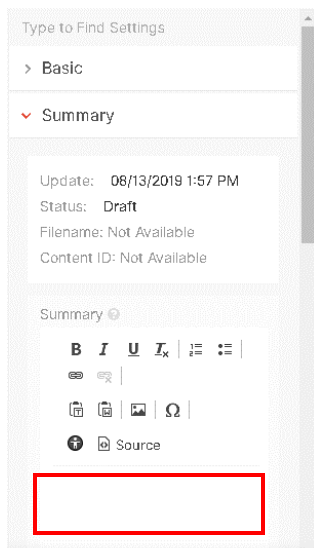 Type to Find Settings
Basic
Summary
Update: 08/13/2019 1:57 PM
Status: Draft
Filename: Not Available
Content ID: Not Available
Summary
B I U Tx
Ω
Source